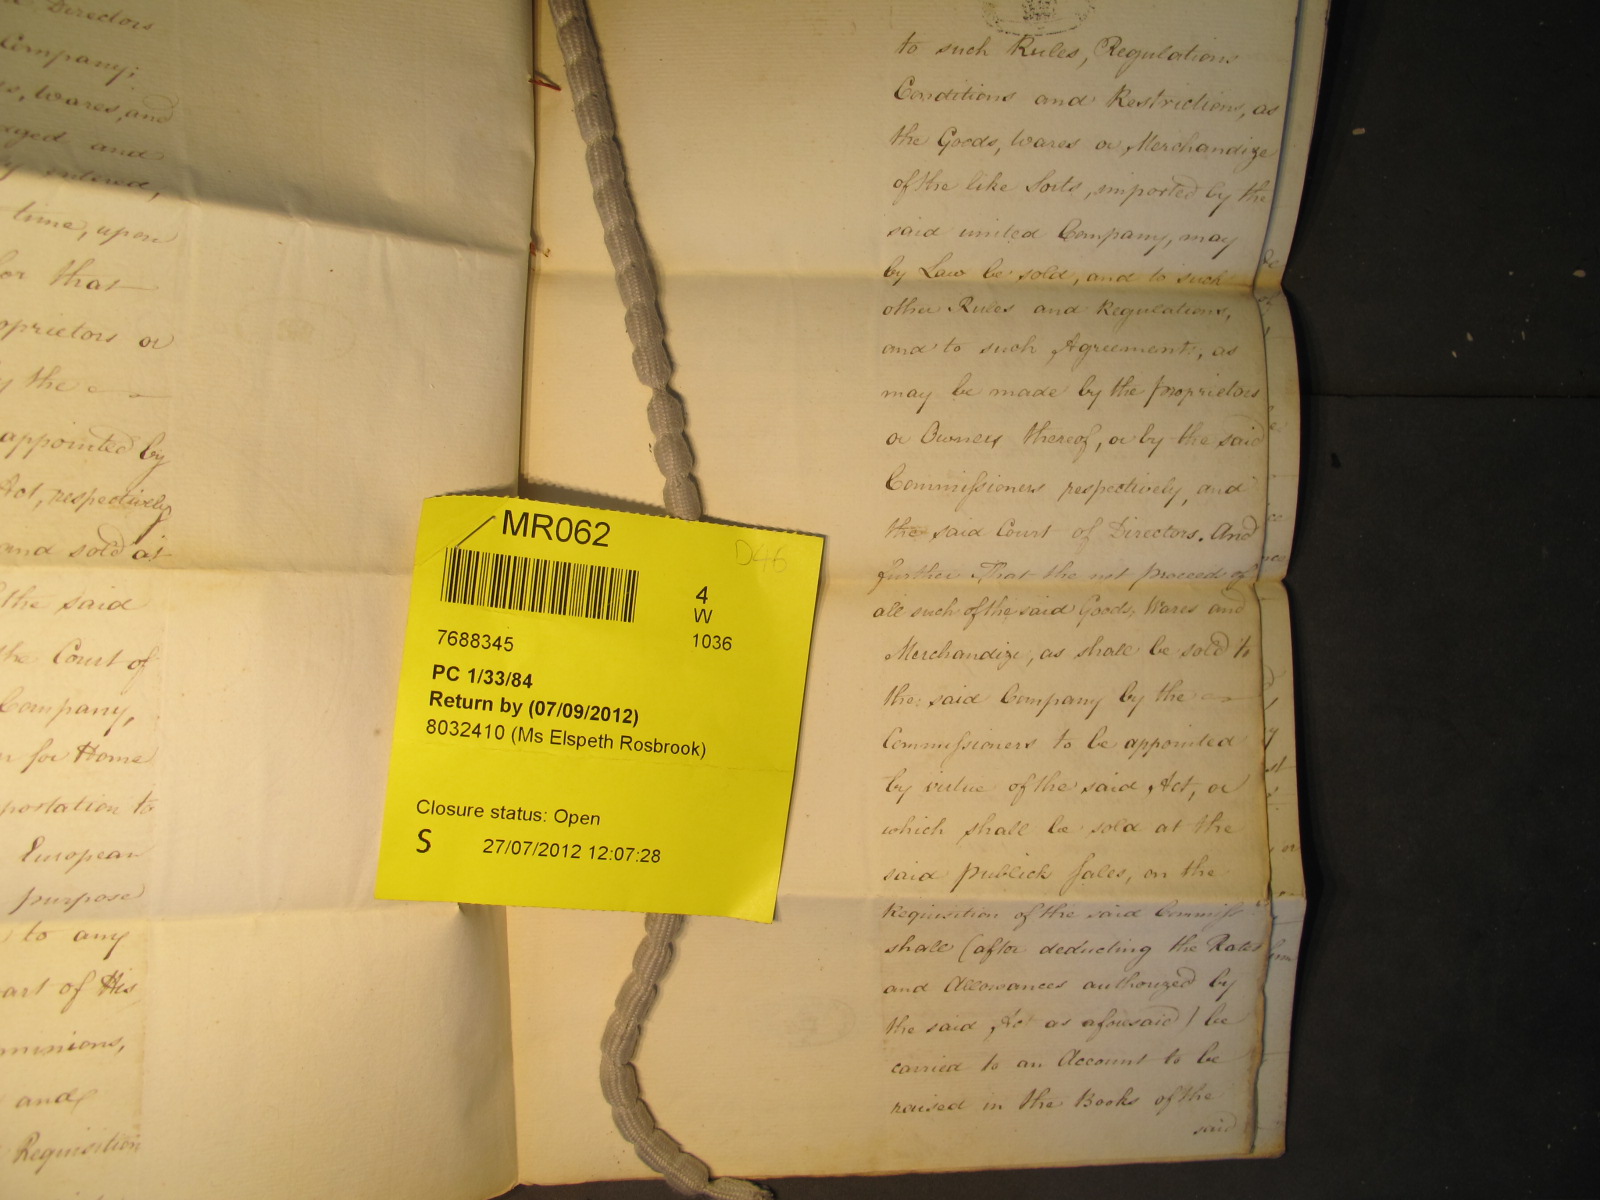 Directors
Company;
Wares, and
and
entered,
time, upon
for that
oprietors or
the
appointed by
Act, respectively
and sold at
the said
the Court of
Company,
for Home
portation to
European
purpose
to any
art of His
minions,
and
Requisition
MR062
D46
4
W
1036
7688345
PC 1/33/84
Return by (07/09/2012)
8032410 (Ms Elspeth Rosbrook)
Closure status: Open
S 27/07/2012 12:07:28
to such Rules, Regulations
Conditions and Restrictions, as
the Goods, Wares or Merchandize
of the like Sorts, imported by the
said united Company, may
by Law be sold, and to such
other Rules and Regulations,
and to such Agreements, as
may be made by the proprietors
or Owners thereof, or by the said
Commissioners respectively, and
the said Court of Directors. And
further That the net proceeds of
all such of the said Goods, Wares and
Merchandize, as shall be sold to
the said Company by the
Commissioners to be appointed
by virtue of the said Act, or
which shall be sold at the
said publick Sales, on the
Requisition of the said Commissrs
shall (after deducting the Rates
and Allowances authorized by
the said Act as aforesaid) be
carried to an Account to be
raised in the Books of the
said